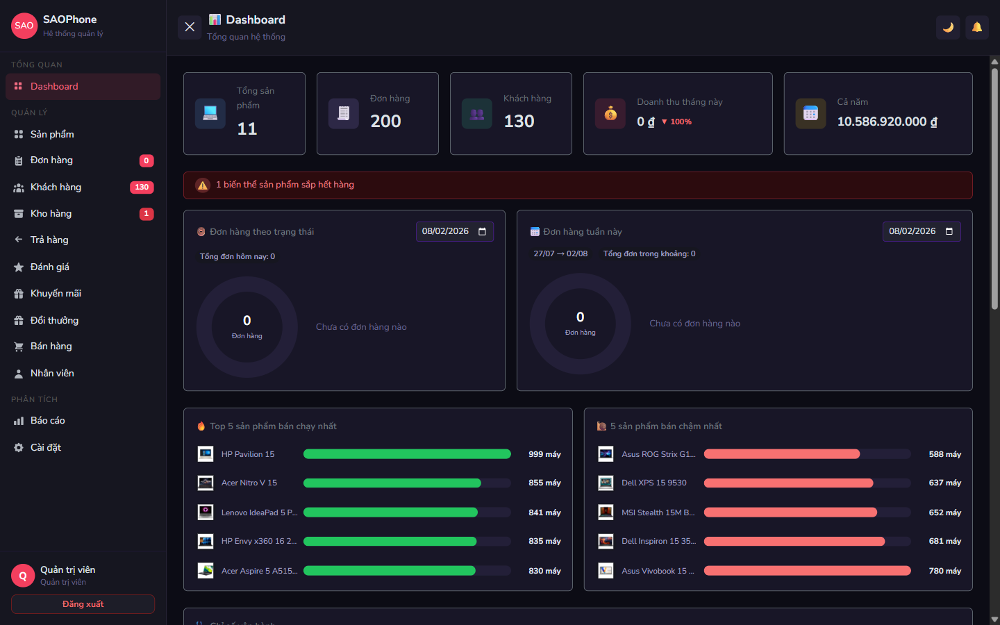 SAO
SAOPhone
Hệ thống quản lý
TỔNG QUAN
Dashboard
QUẢN LÝ
Sản phẩm
Đơn hàng
0
Khách hàng
130
Kho hàng
1
Trả hàng
Đánh giá
Khuyến mãi
Đổi thưởng
Bán hàng
Nhân viên
PHÂN TÍCH
Báo cáo
Cài đặt
Q
Quản trị viên
Quản trị viên
Đăng xuất
Dashboard
Tổng quan hệ thống
Tổng sản
phẩm
11
Đơn hàng
200
Khách hàng
130
Doanh thu tháng này
0 ₫ ▼ 100%
Cả năm
10.586.920.000 ₫
1 biến thể sản phẩm sắp hết hàng
Đơn hàng theo trạng thái
08/02/2026
Tổng đơn hôm nay: 0
0
Đơn hàng
Chưa có đơn hàng nào
Đơn hàng tuần này
08/02/2026
27/07 → 02/08
Tổng đơn trong khoảng: 0
0
Đơn hàng
Chưa có đơn hàng nào
Top 5 sản phẩm bán chạy nhất
HP Pavilion 15
999 máy
Acer Nitro V 15
855 máy
Lenovo IdeaPad 5 P...
841 máy
HP Envy x360 16 2...
835 máy
Acer Aspire 5 A515...
830 máy
5 sản phẩm bán chậm nhất
Asus ROG Strix G1...
588 máy
Dell XPS 15 9530
637 máy
MSI Stealth 15M B...
652 máy
Dell Inspiron 15 35...
681 máy
Asus Vivobook 15 ...
780 máy